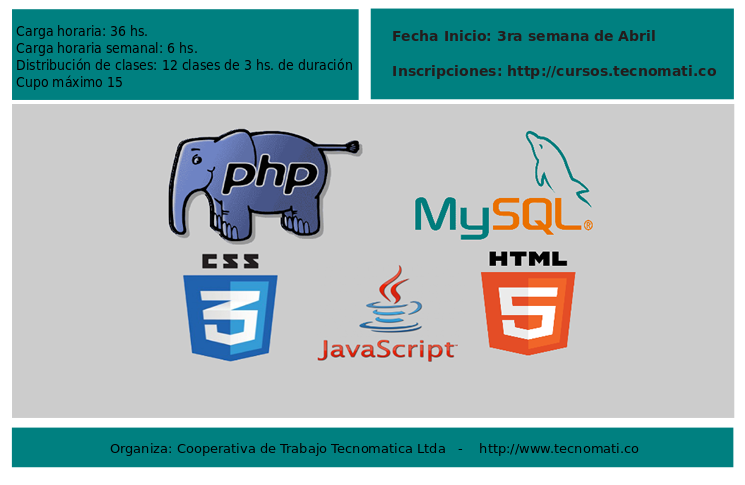 Carga horaria: 36 hs.
Carga horaria semanal: 6 hs.
Distribución de clases: 12 clases de 3 hs. de duración
Cupo máximo 15
Fecha Inicio: 3ra semana de Abril
Inscripciones: http://cursos.tecnomati.co
php
MySQL®
CSS
3
JavaScript
HTML
5
Organiza: Cooperativa de Trabajo Tecnomatica Ltda - http://www.tecnomati.co